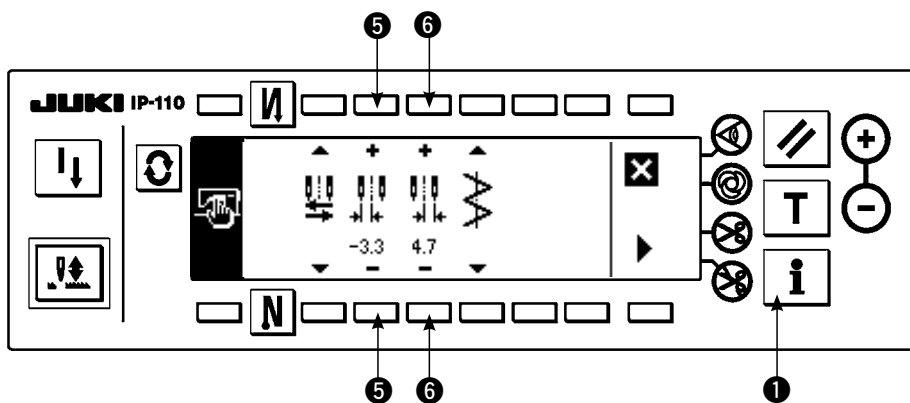 ❺ ❻
JUKI IP-110
+ +
-3.3 4.7
− −
T
i
+
−
❺ ❻ ❶